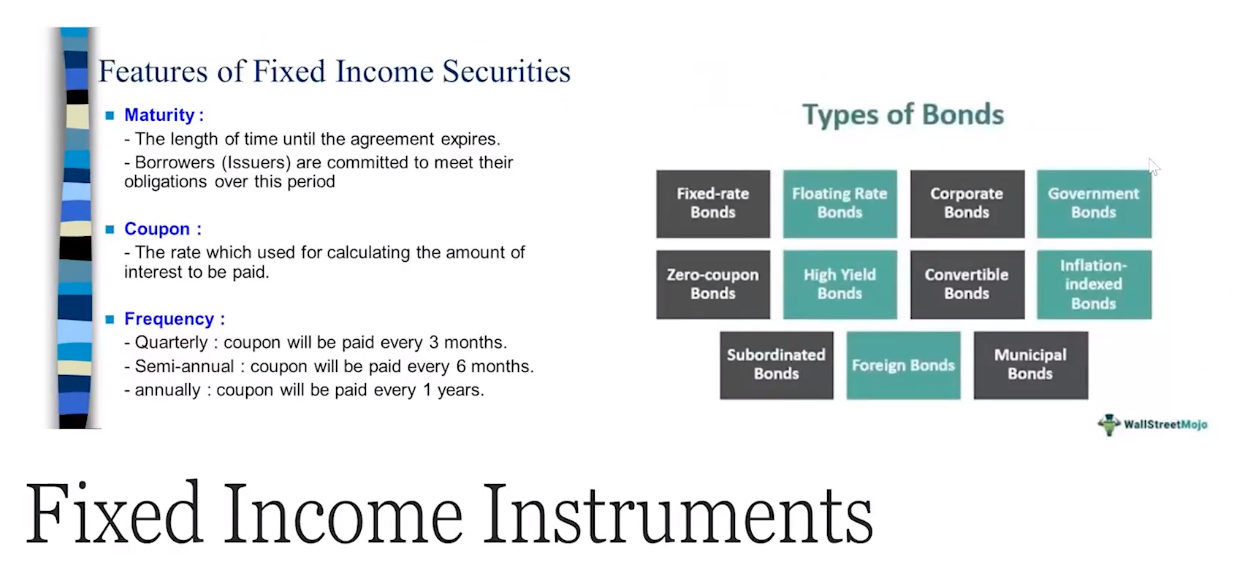 Features of Fixed Income Securities
Maturity :
- The length of time until the agreement expires.
- Borrowers (Issuers) are committed to meet their
obligations over this period
Coupon :
- The rate which used for calculating the amount of
interest to be paid.
Frequency :
- Quarterly : coupon will be paid every 3 months.
- Semi-annual : coupon will be paid every 6 months.
- annually : coupon will be paid every 1 years.
Types of Bonds
Fixed-rate
Bonds
Floating Rate
Bonds
Corporate
Bonds
Government
Bonds
Zero-coupon
Bonds
High Yield
Bonds
Convertible
Bonds
Inflation-
indexed
Bonds
Subordinated
Bonds
Foreign Bonds
Municipal
Bonds
WallStreetMojo
Fixed Income Instruments